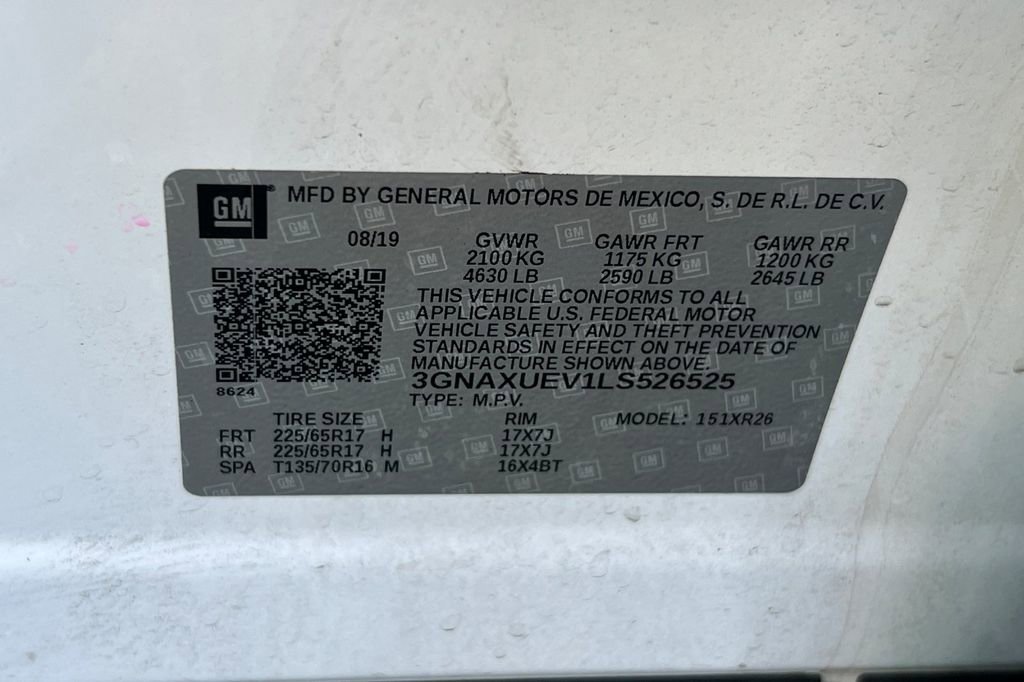 GM® MFD BY GENERAL MOTORS DE MEXICO, S. DE R.L. DE C.V.
08/19 GVWR GAWR FRT GAWR RR
2100 KG 1175 KG 1200 KG
4630 LB 2590 LB 2645 LB
THIS VEHICLE CONFORMS TO ALL
APPLICABLE U.S. FEDERAL MOTOR
VEHICLE SAFETY AND THEFT PREVENTION
STANDARDS IN EFFECT ON THE DATE OF
MANUFACTURE SHOWN ABOVE.
3GNAXUEV1LS526525
8624
TYPE: M.P.V.
TIRE SIZE RIM MODEL: 151XR26
FRT 225/65R17 H 17X7J
RR 225/65R17 H 17X7J
SPA T135/70R16 M 16X4BT